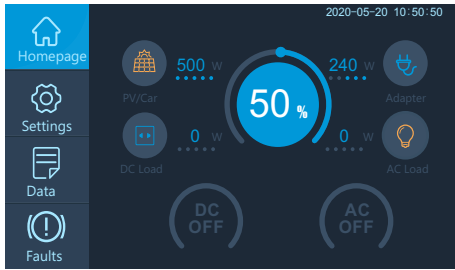 2020-05-20 10:50:50
Homepage
Settings
Data
Faults
500 W
PV/Car
0 W
DC Load
50 %
240 W
Adapter
0 W
AC Load
DC
OFF
AC
OFF